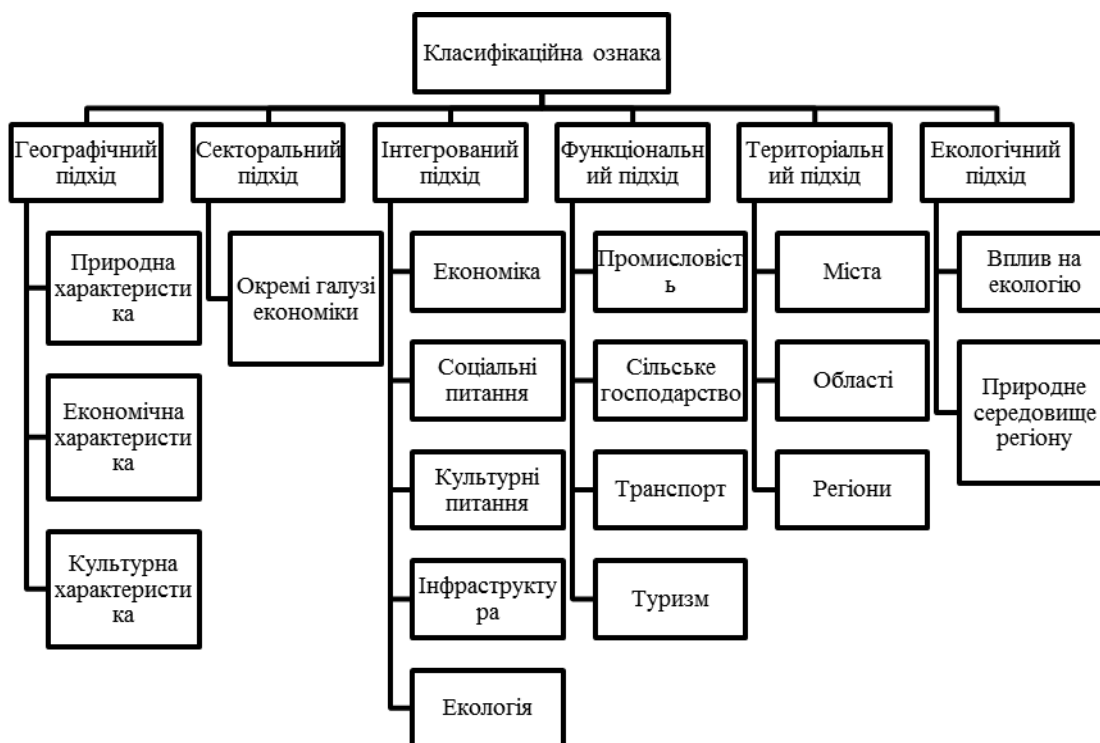 Класифікаційна ознака
Географічний
підхід
Секторальний
підхід
Інтегрований
підхід
Функціональн
ий підхід
Територіальн
ий підхід
Екологічний
підхід
Природна
характеристи
ка
Економічна
характеристи
ка
Культурна
характеристи
ка
Окремі галузі
економіки
Економіка
Соціальні
питання
Культурні
питання
Інфраструкту
ра
Екологія
Промисловіст
ь
Сільське
господарство
Транспорт
Туризм
Міста
Області
Регіони
Вплив на
екологію
Природне
середовище
регіону